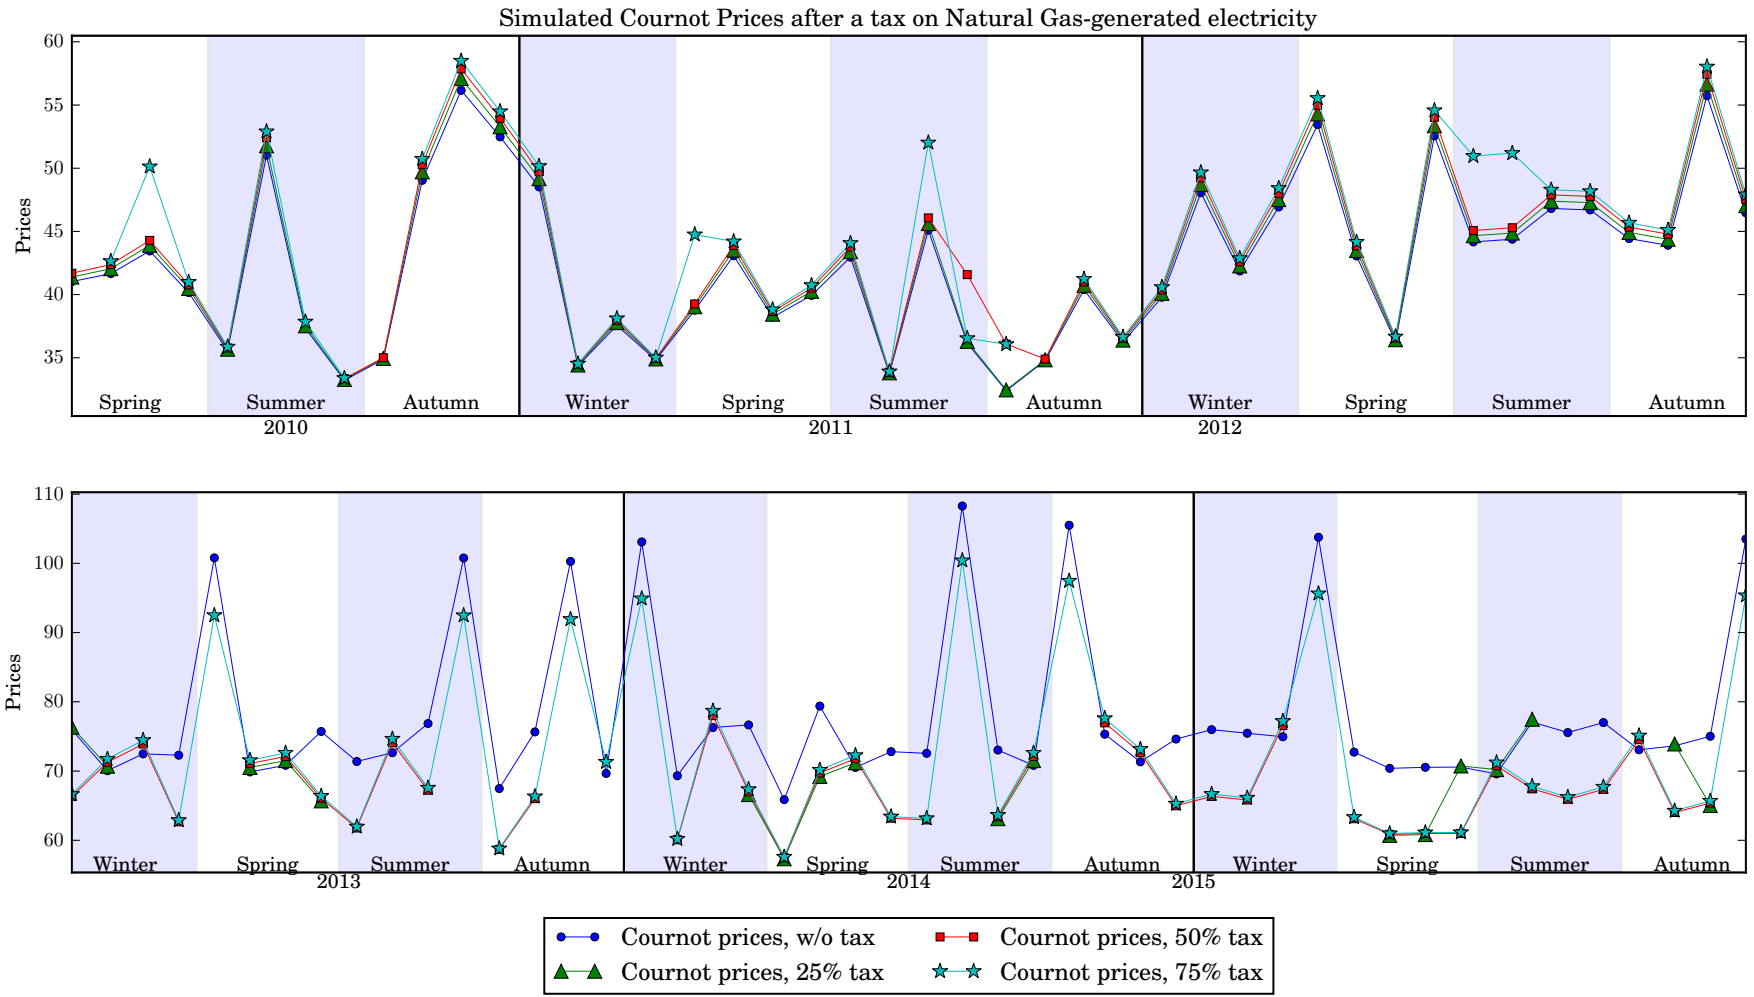 Simulated Cournot Prices after a tax on Natural Gas-generated electricity
60
55
50
45
40
35
Prices
Spring Summer Autumn Winter Spring Summer Autumn Winter Spring Summer Autumn
2010 2011 2012
110
100
90
80
70
60
Prices
Winter Spring Summer Autumn Winter Spring Summer Autumn Winter Spring Summer Autumn
2013 2014 2015
Cournot prices, w/o tax Cournot prices, 50% tax
Cournot prices, 25% tax Cournot prices, 75% tax